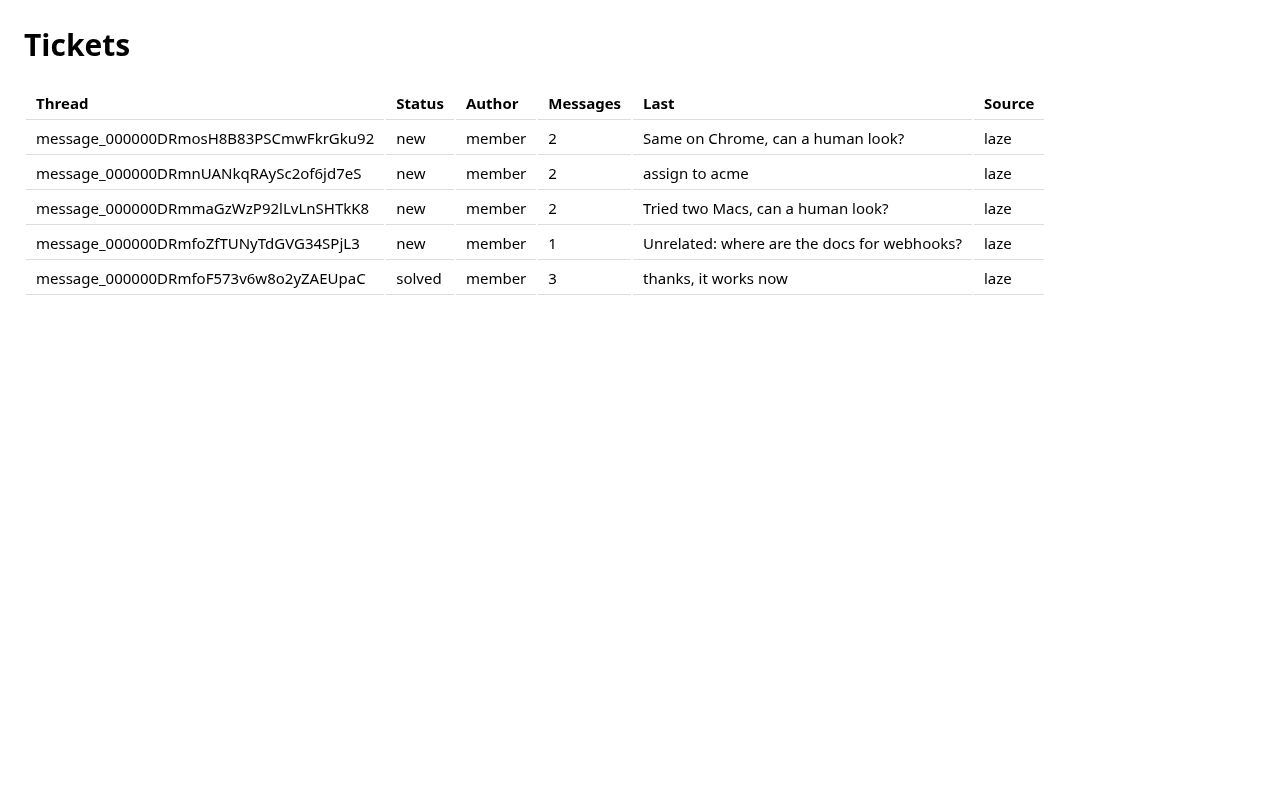 Tickets
Thread Status Author Messages Last Source
message_000000DRmosH8B83PSCmwFkrGku92 new member 2 Same on Chrome, can a human look? laze
message_000000DRmnUANkqRAySc2of6jd7eS new member 2 assign to acme laze
message_000000DRmmaGzWzP92lLvLnSHTkK8 new member 2 Tried two Macs, can a human look? laze
message_000000DRmfoZfTUNyTdGVG34SPjL3 new member 1 Unrelated: where are the docs for webhooks? laze
message_000000DRmfoF573v6w8o2yZAEUpaC solved member 3 thanks, it works now laze